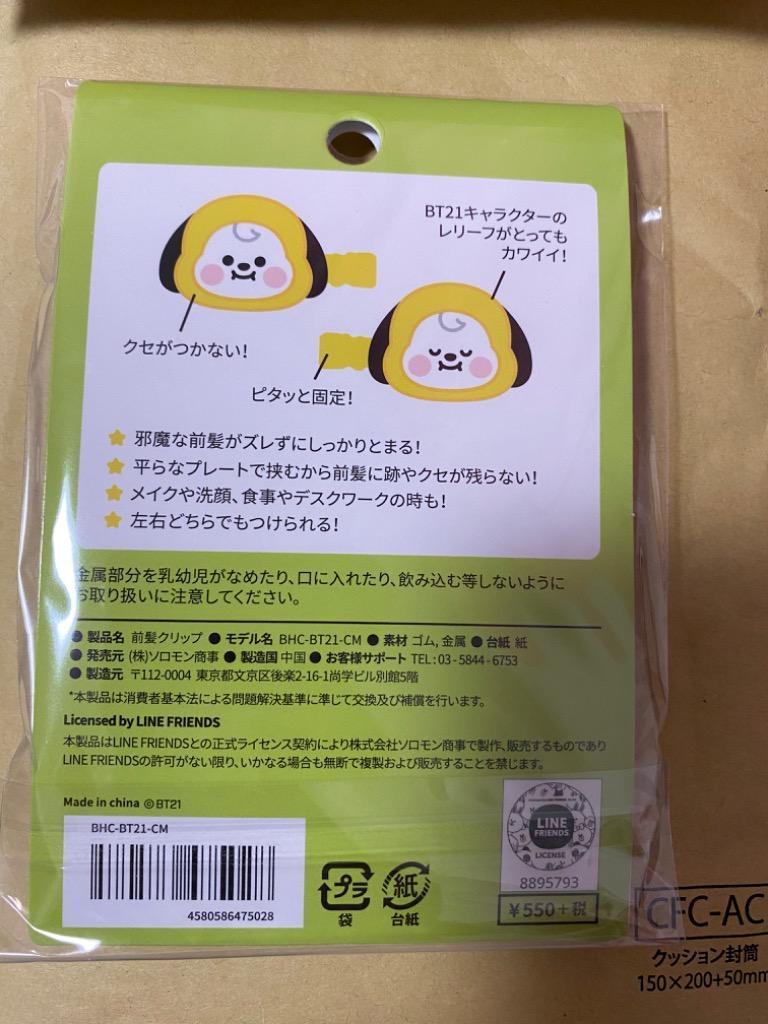 BT21キャラクターの
レリーフがとっても
カワイイ!
クセがつかない!
ピタッと固定!
邪魔な前髪がズレずにしっかりとまる!
平らなプレートで挟むから前髪に跡やクセが残らない!
メイクや洗顔、食事やデスクワークの時も!
左右どちらでもつけられる!
金属部分を乳幼児がなめたり、口に入れたり、飲み込む等しないように
お取り扱いに注意してください。
● 製品名 前髪クリップ ● モデル名 BHC-BT21-CM ● 素材 ゴム, 金属 ● 台紙 紙
● 発売元 (株)ソロモン商事 ● 製造国 中国 ● お客様サポート TEL : 03 - 5844 - 6753
● 製造元 〒112-0004 東京都文京区後楽2-16-1尚学ビル別館5階
*本製品は消費者基本法による問題解決基準に準じて交換及び補償を行います。
Licensed by LINE FRIENDS
本製品はLINE FRIENDSとの正式ライセンス契約により株式会社ソロモン商事で製作、販売するものであり
LINE FRIENDSの許可がない限り、いかなる場合も無断で複製および販売することを禁じます。
Made in china ©BT21
BHC-BT21-CM
4580586475028
プラ
袋
紙
台紙
LINE
FRIENDS
LICENSE
8895793
¥550+税
CFC-AC
クッション封筒
150×200+50mm